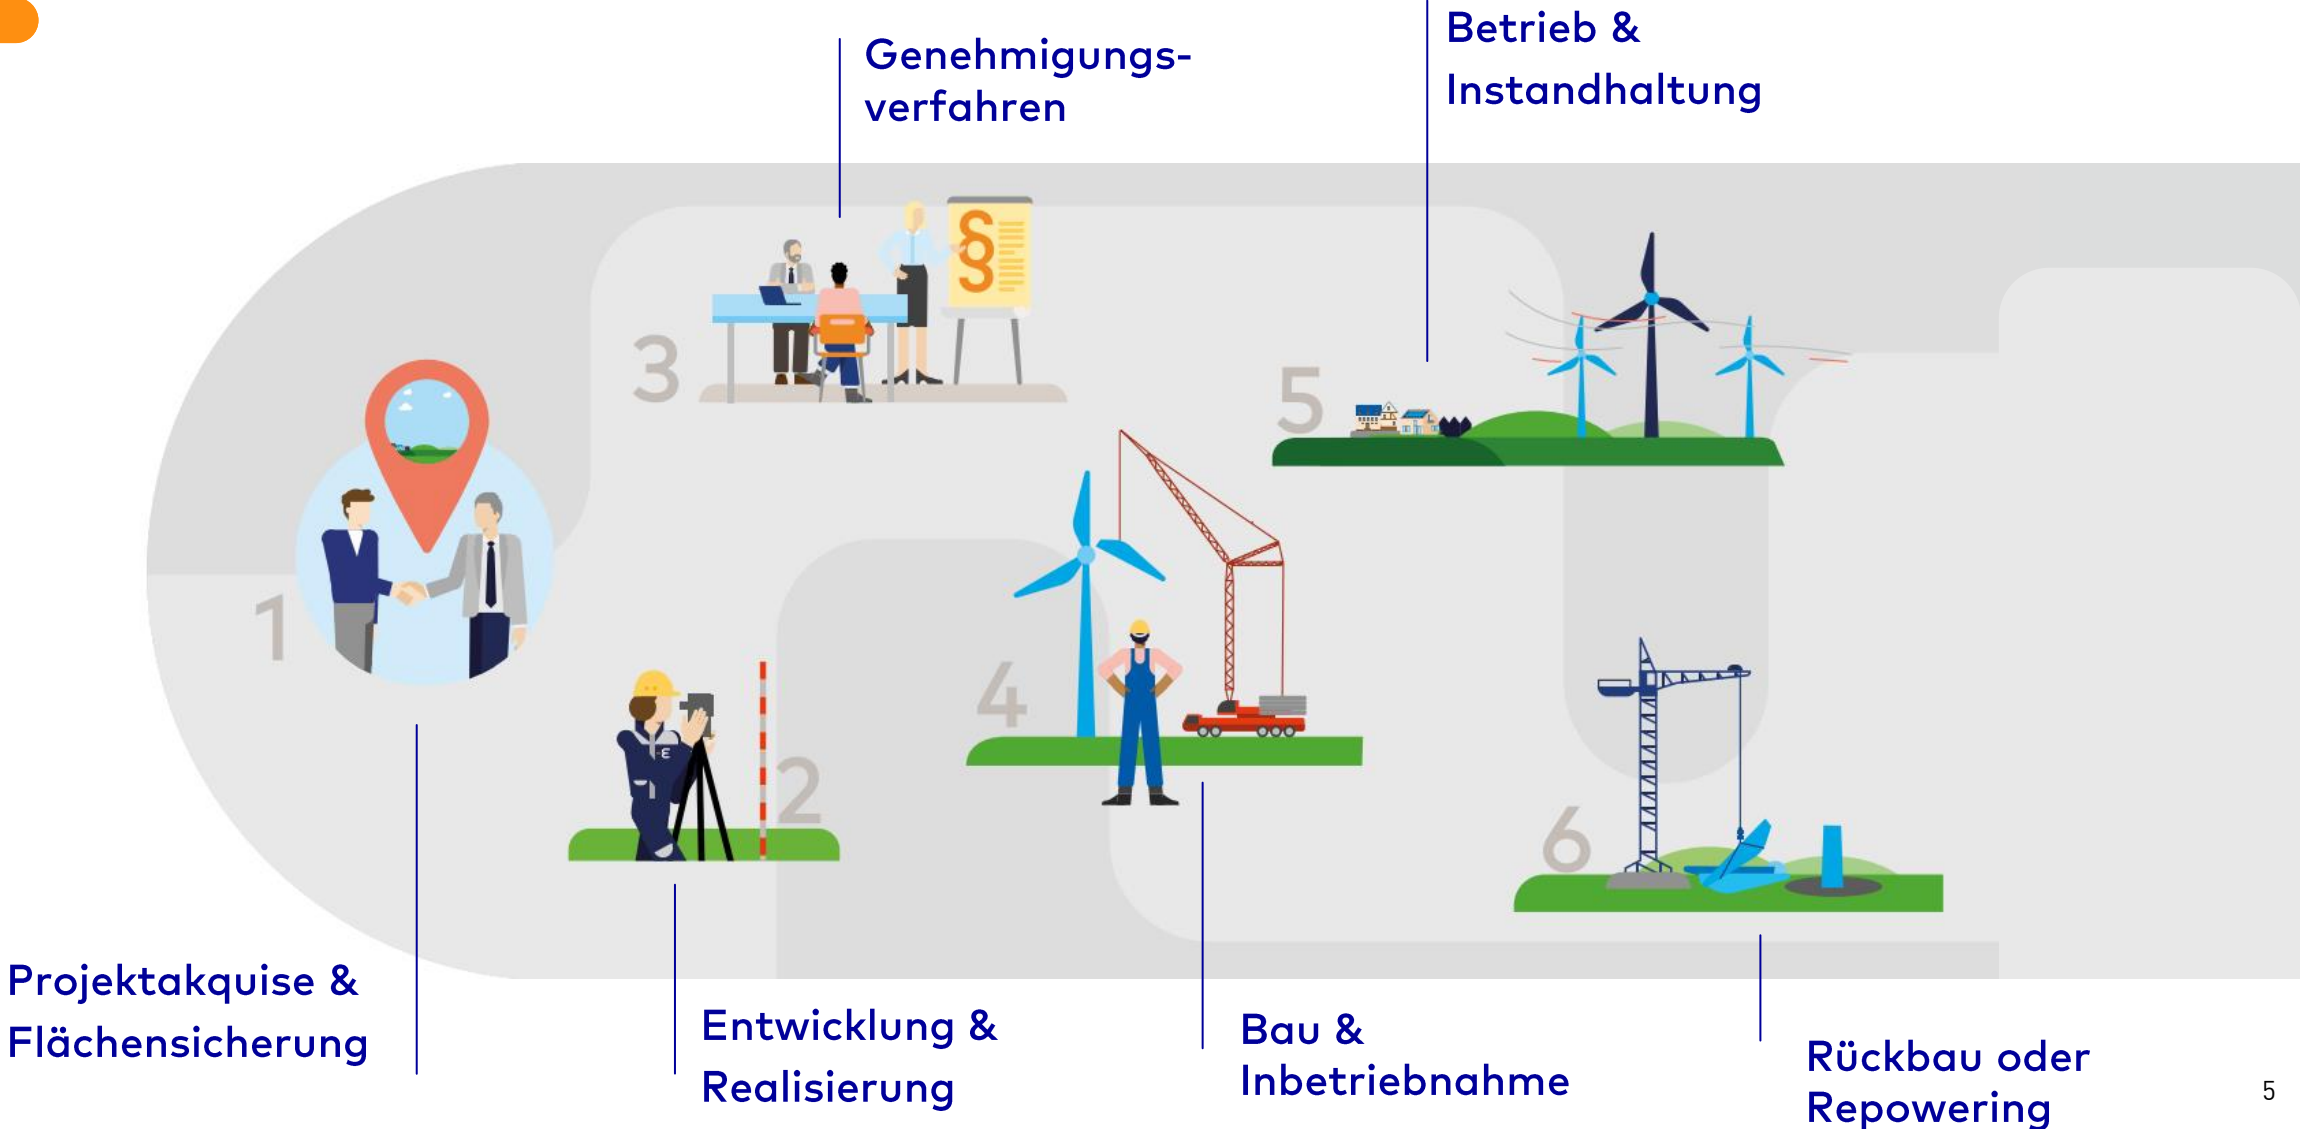 Genehmigungs-
verfahren
Betrieb &
Instandhaltung
§
3
5
1
4
2
6
-E
Projektakquise &
Flächensicherung
Entwicklung &
Realisierung
Bau &
Inbetriebnahme
Rückbau oder
Repowering
5